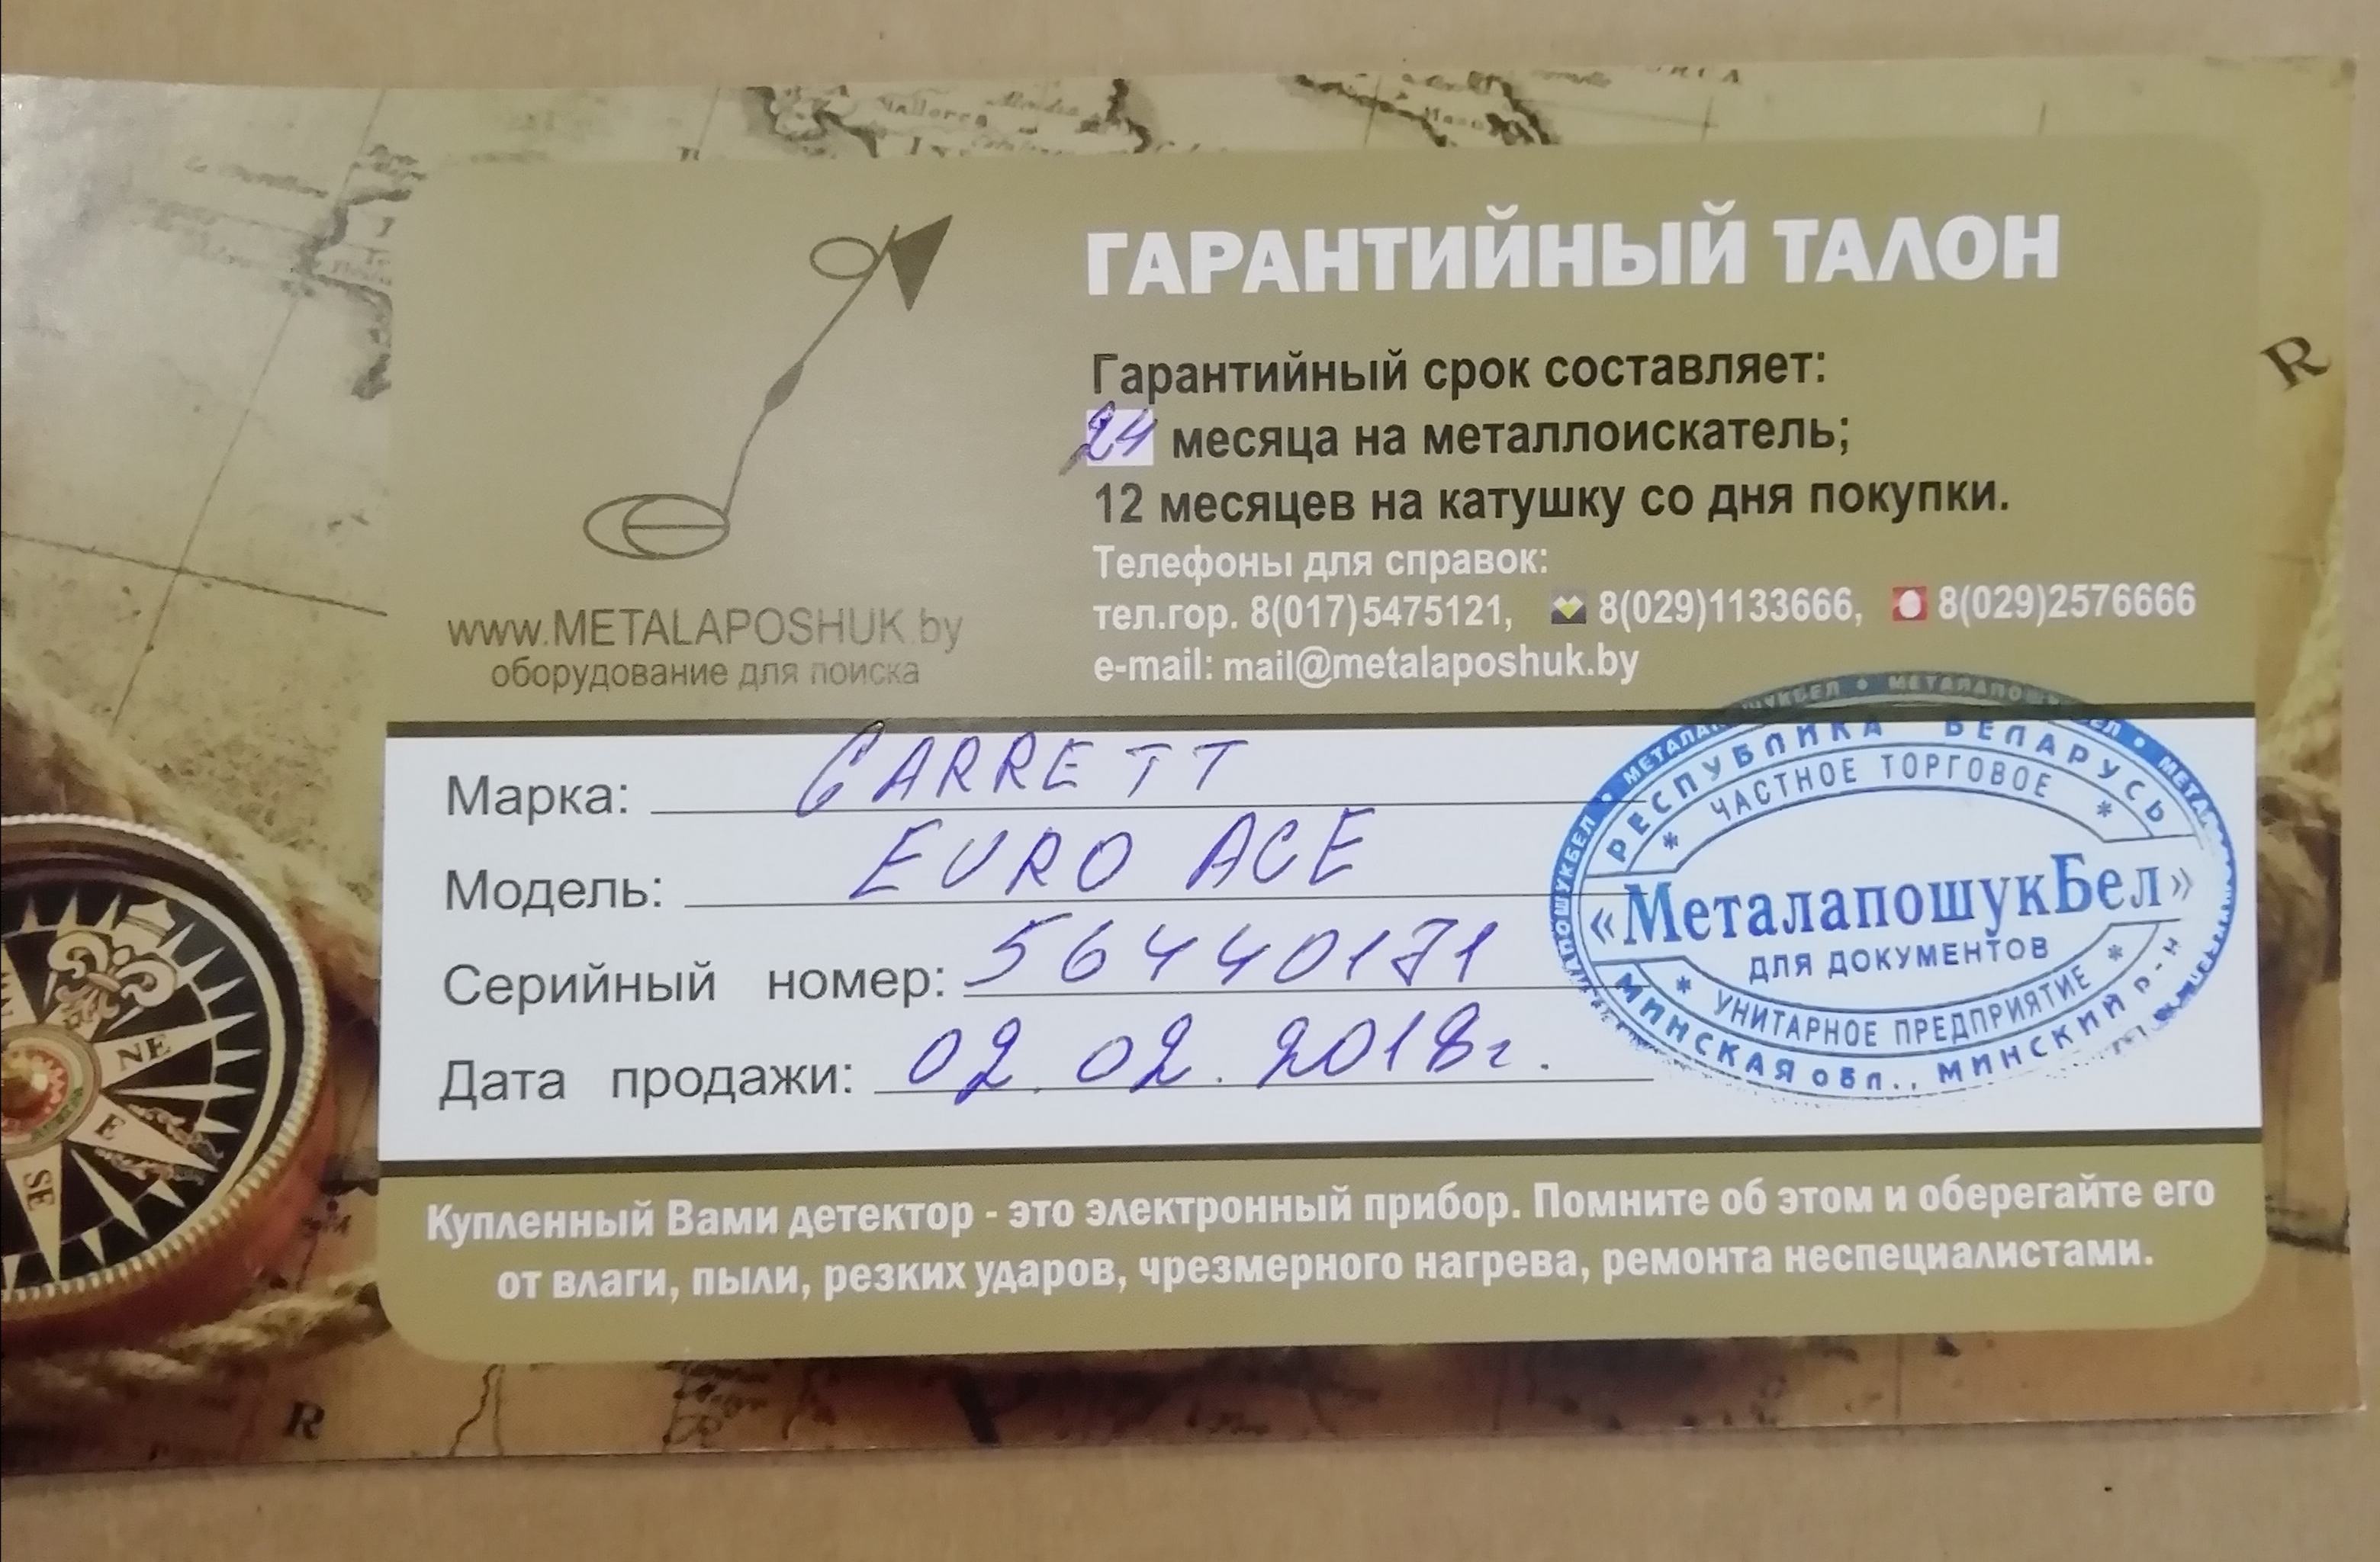 ГАРАНТИЙНЫЙ ТАЛОН
Гарантийный срок составляет:
24 месяца на металлоискатель;
12 месяцев на катушку со дня покупки.
Телефоны для справок:
тел.гор. 8(017)5475121, 8(029)1133666, 8(029)2576666
e-mail: mail@metalaposhuk.by
www.METALAPOSHUK.by
оборудование для поиска
Марка: GARRETT
Модель: EURO ACE
Серийный номер: 56440171
Дата продажи: 02.02.2018г.
РЕСПУБЛИКА БЕЛАРУСЬ
* ЧАСТНОЕ ТОРГОВОЕ *
«МеталапошукБел»
ДЛЯ ДОКУМЕНТОВ
* УНИТАРНОЕ ПРЕДПРИЯТИЕ *
МИНСКАЯ обл., МИНСКИЙ р-н
Купленный Вами детектор - это электронный прибор. Помните об этом и оберегайте его
от влаги, пыли, резких ударов, чрезмерного нагрева, ремонта неспециалистами.
NE
E
SE
R
R